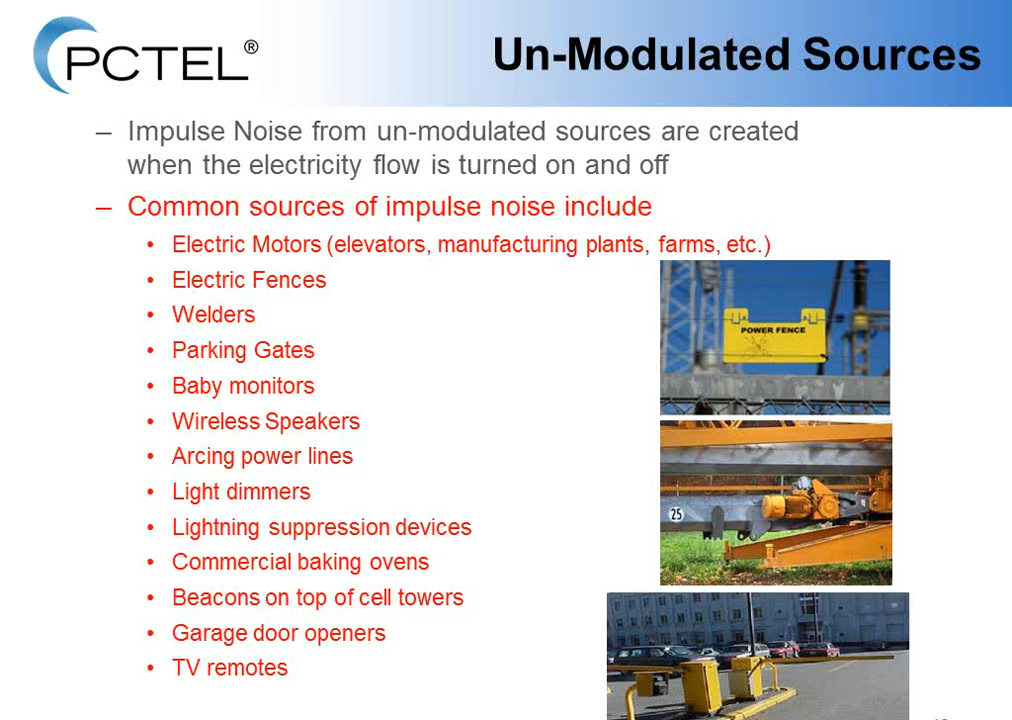 PCTEL®
Un-Modulated Sources
– Impulse Noise from un-modulated sources are created
when the electricity flow is turned on and off
– Common sources of impulse noise include
• Electric Motors (elevators, manufacturing plants, farms, etc.)
• Electric Fences
• Welders
• Parking Gates
• Baby monitors
• Wireless Speakers
• Arcing power lines
• Light dimmers
• Lightning suppression devices
• Commercial baking ovens
• Beacons on top of cell towers
• Garage door openers
• TV remotes
POWER FENCE
25